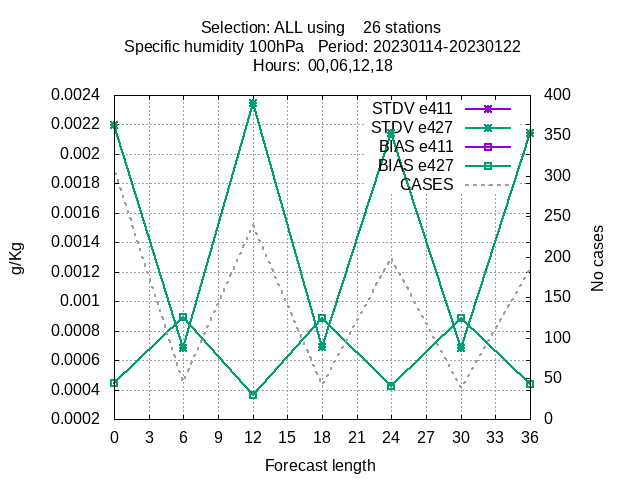 Selection: ALL using    26 stations
Specific humidity 100hPa   Period: 20230114-20230122
Hours:  00,06,12,18
0.0024
0.0022
0.002
0.0018
0.0016
0.0014
0.0012
0.001
0.0008
0.0006
0.0004
0.0002
g/Kg
STDV e411
STDV e427
BIAS e411
BIAS e427
CASES
400
350
300
250
200
150
100
50
0
No cases
0 3 6 9 12 15 18 21 24 27 30 33 36
Forecast length